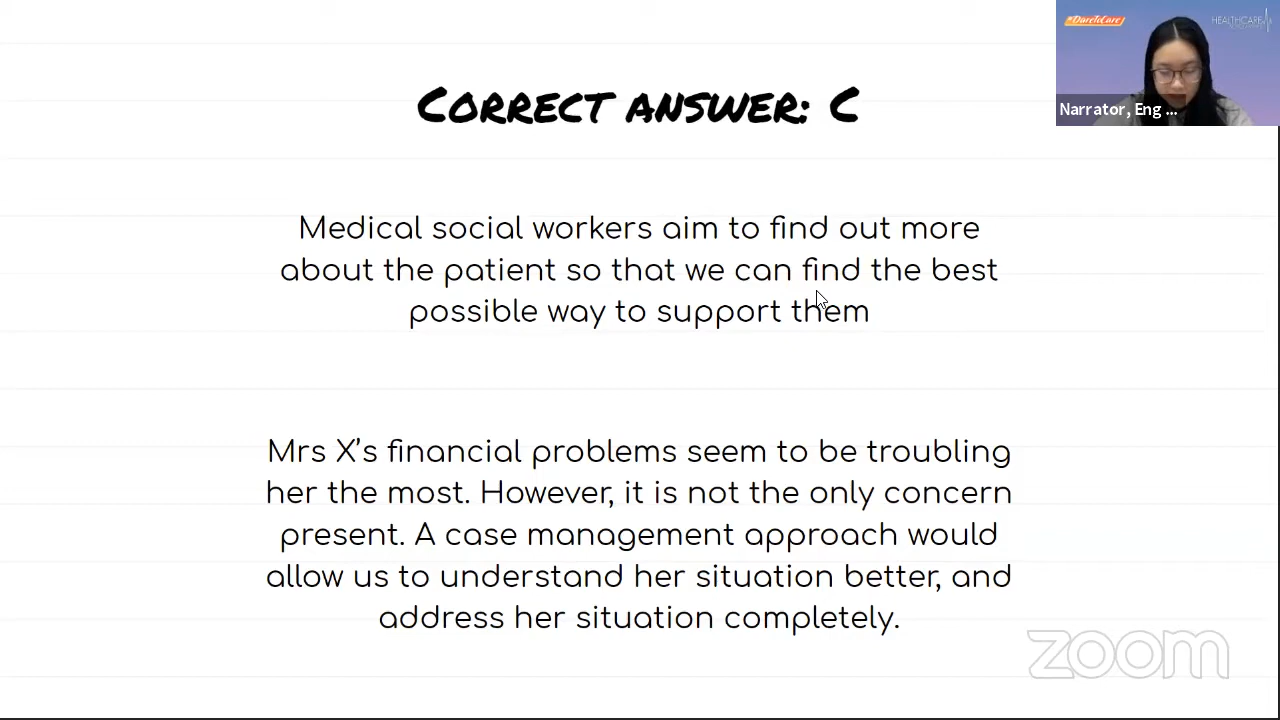 #DareToCare
HEALTHCARE
Narrator, Eng ...
CORRECT ANSWER: C
Medical social workers aim to find out more
about the patient so that we can find the best
possible way to support them
Mrs X's financial problems seem to be troubling
her the most. However, it is not the only concern
present. A case management approach would
allow us to understand her situation better, and
address her situation completely.
zoom